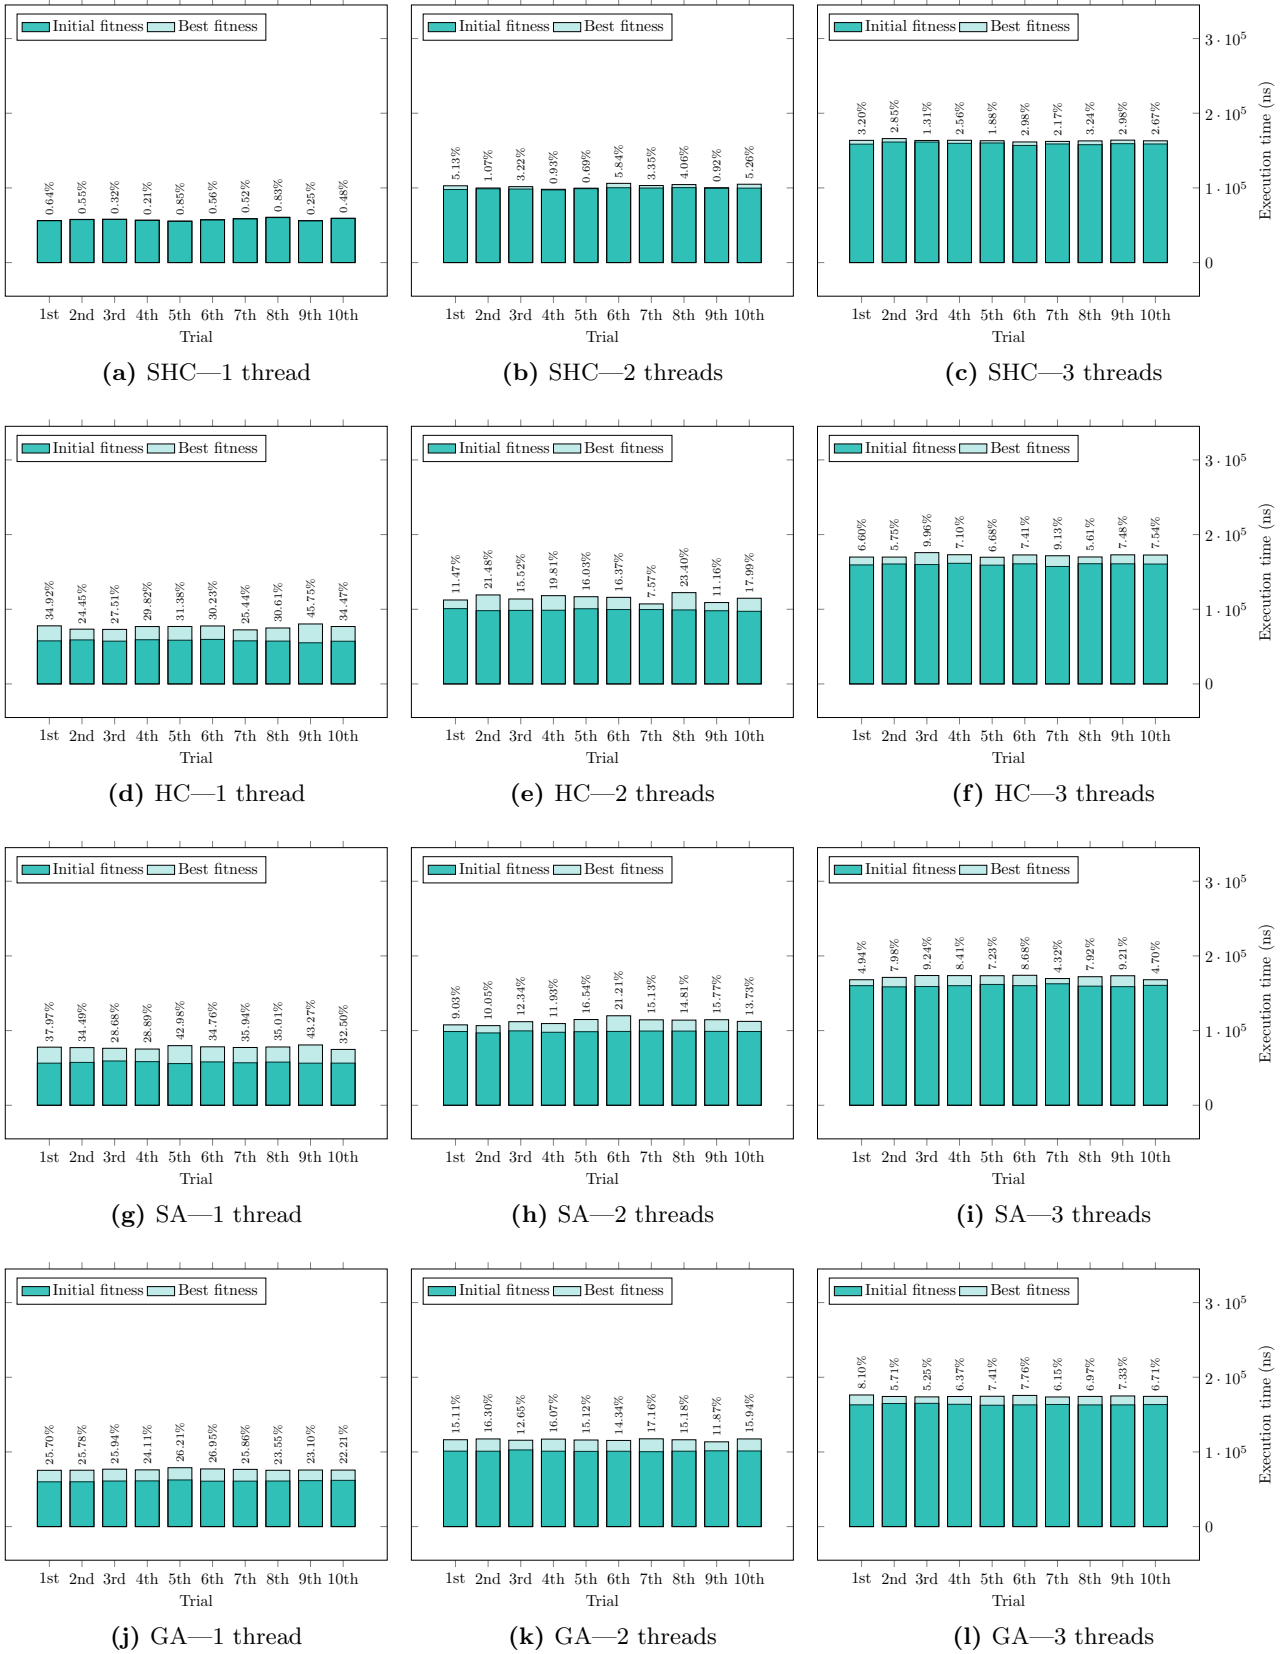 Initial fitness Best fitness
0.64% 0.55% 0.32% 0.21% 0.85% 0.56% 0.52% 0.83% 0.25% 0.48%
1st 2nd 3rd 4th 5th 6th 7th 8th 9th 10th
Trial
(a) SHC—1 thread
Initial fitness Best fitness
5.13% 1.07% 3.22% 0.93% 0.69% 5.84% 3.35% 4.06% 0.92% 5.26%
1st 2nd 3rd 4th 5th 6th 7th 8th 9th 10th
Trial
(b) SHC—2 threads
Initial fitness Best fitness
3.20% 2.85% 1.31% 2.56% 1.88% 2.98% 2.17% 3.24% 2.98% 2.67%
3 · 10⁵
2 · 10⁵
1 · 10⁵
0
Execution time (ns)
1st 2nd 3rd 4th 5th 6th 7th 8th 9th 10th
Trial
(c) SHC—3 threads
Initial fitness Best fitness
34.92% 24.45% 27.51% 29.82% 31.38% 30.23% 25.44% 30.61% 45.75% 34.47%
1st 2nd 3rd 4th 5th 6th 7th 8th 9th 10th
Trial
(d) HC—1 thread
Initial fitness Best fitness
11.47% 21.48% 15.52% 19.81% 16.03% 16.37% 7.57% 23.40% 11.16% 17.99%
1st 2nd 3rd 4th 5th 6th 7th 8th 9th 10th
Trial
(e) HC—2 threads
Initial fitness Best fitness
6.60% 5.75% 9.96% 7.10% 6.68% 7.41% 9.13% 5.61% 7.48% 7.54%
3 · 10⁵
2 · 10⁵
1 · 10⁵
0
Execution time (ns)
1st 2nd 3rd 4th 5th 6th 7th 8th 9th 10th
Trial
(f) HC—3 threads
Initial fitness Best fitness
37.97% 34.49% 28.68% 28.89% 42.98% 34.76% 35.94% 35.01% 43.27% 32.50%
1st 2nd 3rd 4th 5th 6th 7th 8th 9th 10th
Trial
(g) SA—1 thread
Initial fitness Best fitness
9.03% 10.05% 12.34% 11.93% 16.54% 21.21% 15.13% 14.81% 15.77% 13.73%
1st 2nd 3rd 4th 5th 6th 7th 8th 9th 10th
Trial
(h) SA—2 threads
Initial fitness Best fitness
4.94% 7.98% 9.24% 8.41% 7.23% 8.68% 4.32% 7.92% 9.21% 4.70%
3 · 10⁵
2 · 10⁵
1 · 10⁵
0
Execution time (ns)
1st 2nd 3rd 4th 5th 6th 7th 8th 9th 10th
Trial
(i) SA—3 threads
Initial fitness Best fitness
25.70% 25.78% 25.94% 24.11% 26.21% 26.95% 25.86% 23.55% 23.10% 22.21%
1st 2nd 3rd 4th 5th 6th 7th 8th 9th 10th
Trial
(j) GA—1 thread
Initial fitness Best fitness
15.11% 16.30% 12.65% 16.07% 15.12% 14.34% 17.16% 15.18% 11.87% 15.94%
1st 2nd 3rd 4th 5th 6th 7th 8th 9th 10th
Trial
(k) GA—2 threads
Initial fitness Best fitness
8.10% 5.71% 5.25% 6.37% 7.41% 7.76% 6.15% 6.97% 7.33% 6.71%
3 · 10⁵
2 · 10⁵
1 · 10⁵
0
Execution time (ns)
1st 2nd 3rd 4th 5th 6th 7th 8th 9th 10th
Trial
(l) GA—3 threads